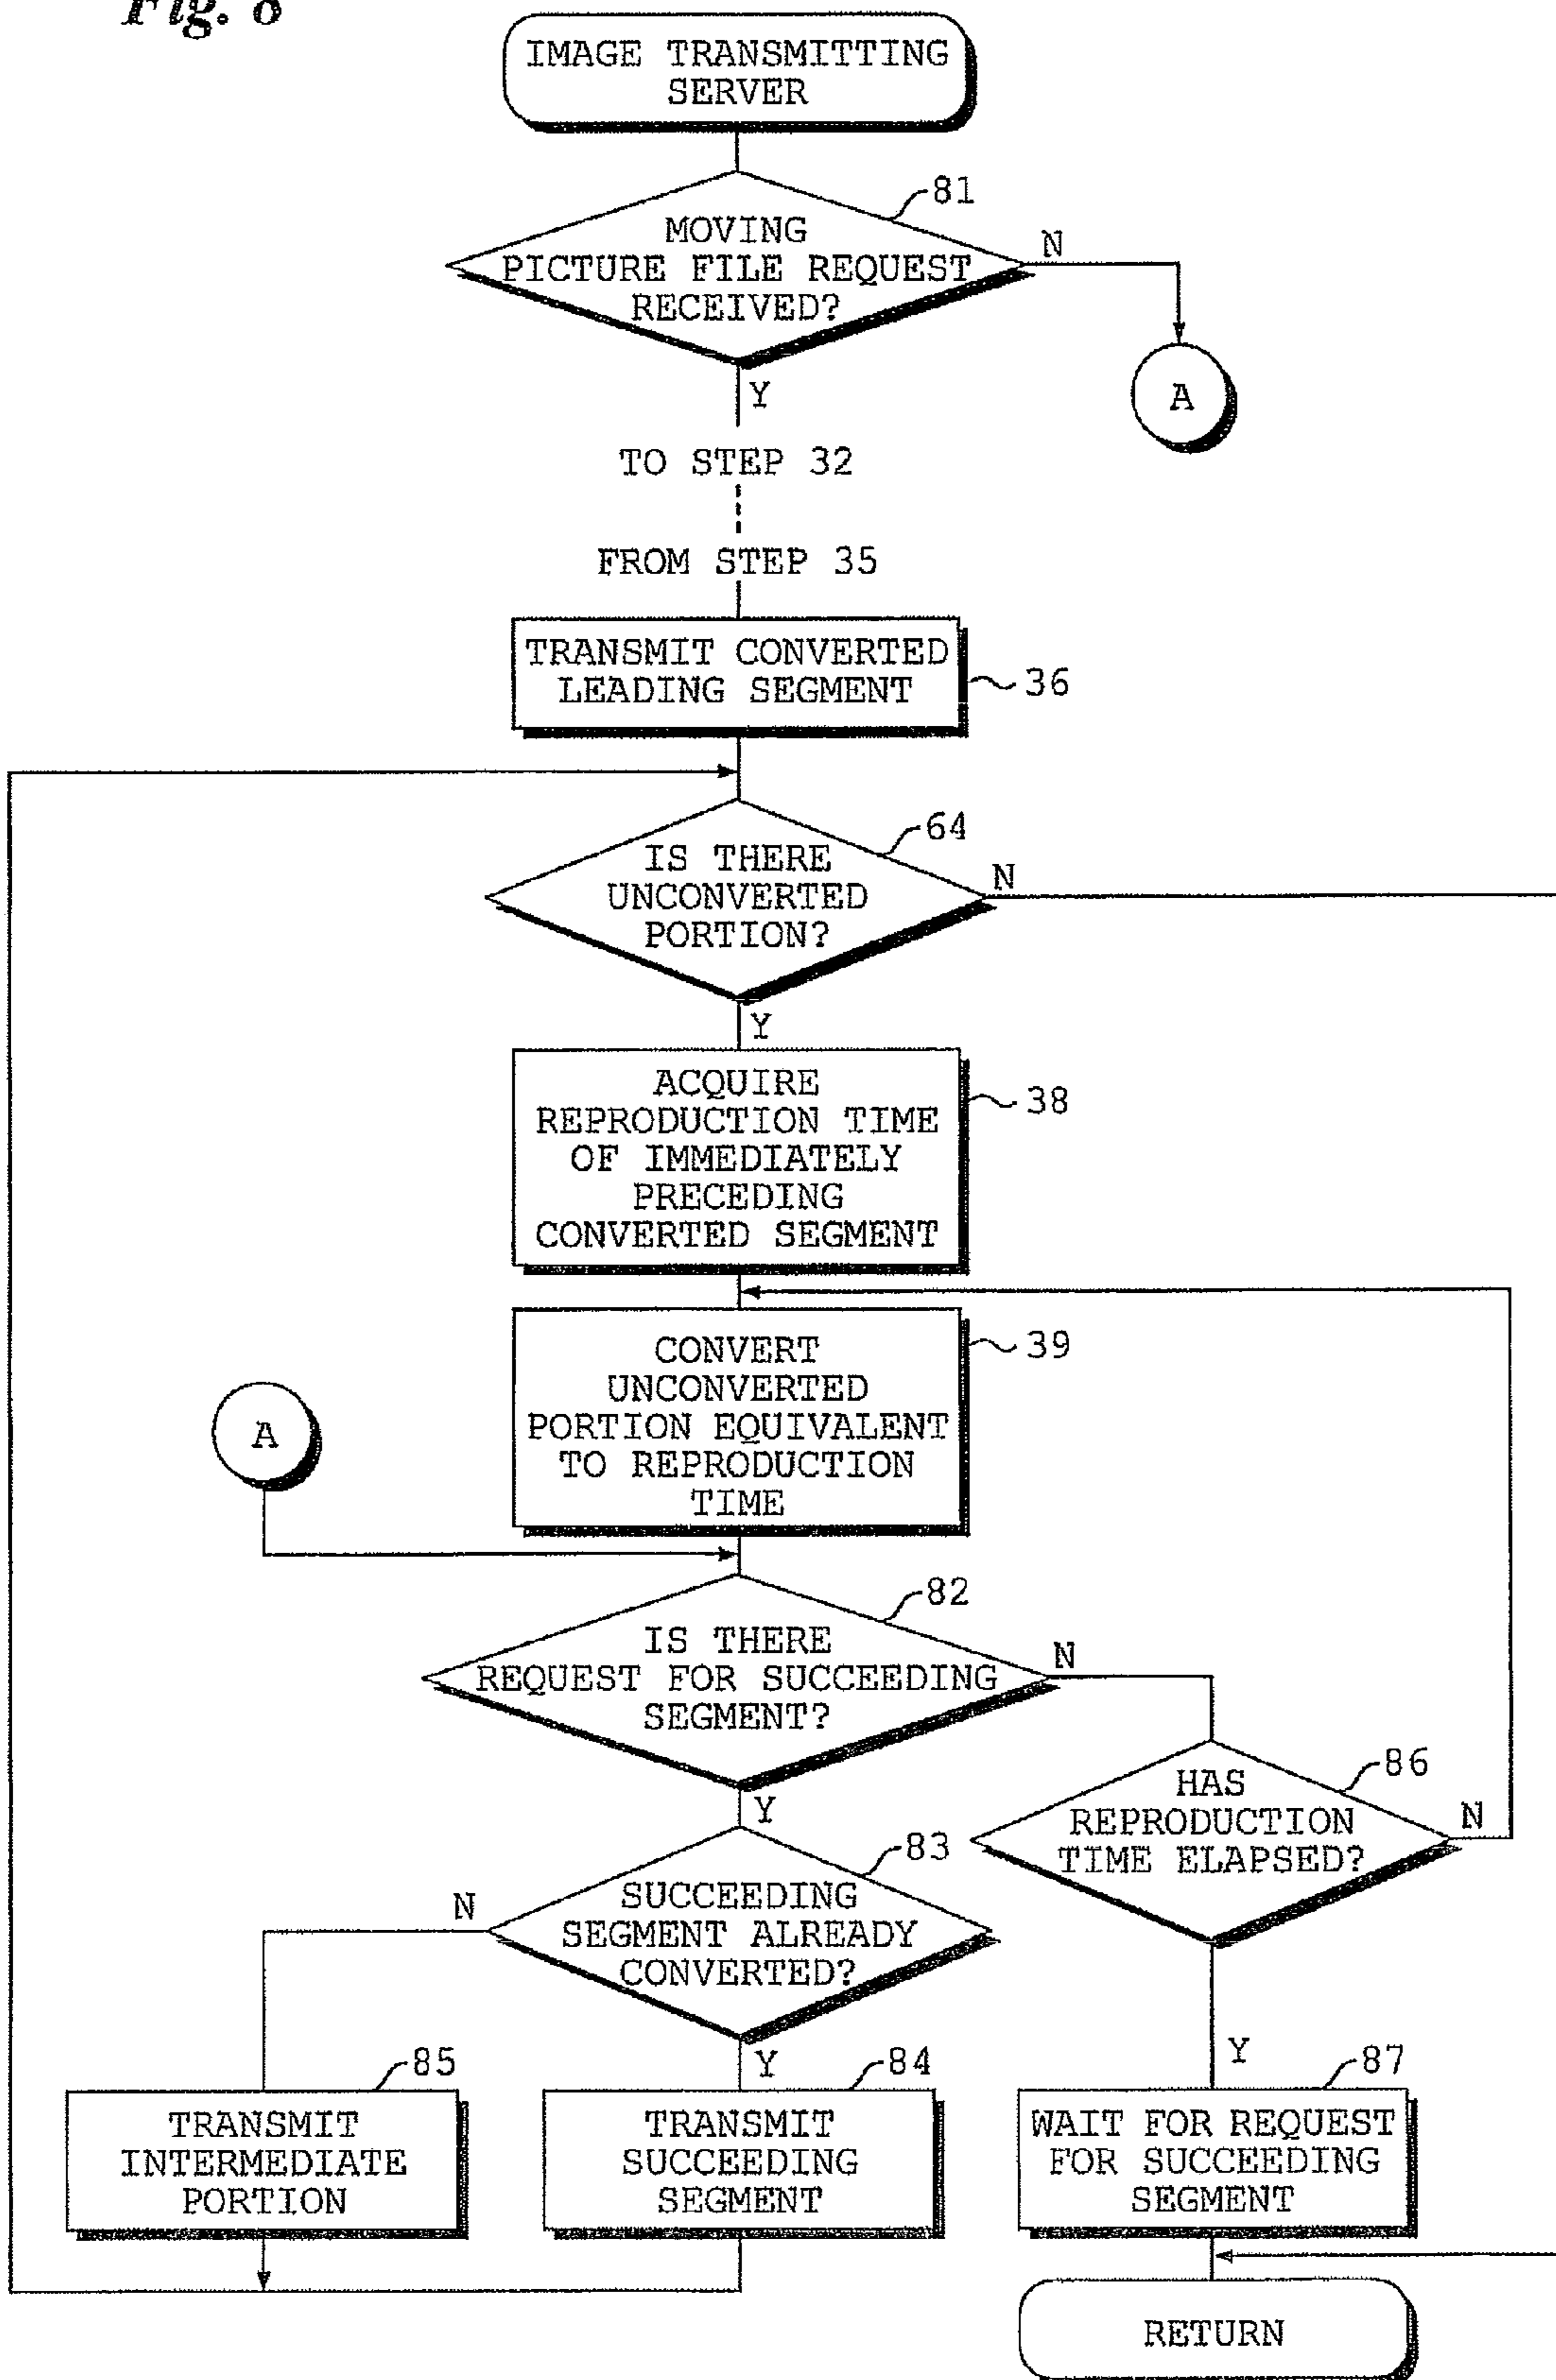 Fig. 8
IMAGE TRANSMITTING
SERVER
81
MOVING
PICTURE FILE REQUEST
RECEIVED?
N
A
Y
TO STEP 32
FROM STEP 35
TRANSMIT CONVERTED
LEADING SEGMENT
36
64
IS THERE
UNCONVERTED
PORTION?
N
Y
ACQUIRE
REPRODUCTION TIME
OF IMMEDIATELY
PRECEDING
CONVERTED SEGMENT
38
CONVERT
UNCONVERTED
PORTION EQUIVALENT
TO REPRODUCTION
TIME
39
A
82
IS THERE
REQUEST FOR SUCCEEDING
SEGMENT?
N
Y
86
HAS
REPRODUCTION
TIME ELAPSED?
N
Y
83
SUCCEEDING
SEGMENT ALREADY
CONVERTED?
N
Y
85
TRANSMIT
INTERMEDIATE
PORTION
84
TRANSMIT
SUCCEEDING
SEGMENT
87
WAIT FOR REQUEST
FOR SUCCEEDING
SEGMENT
RETURN